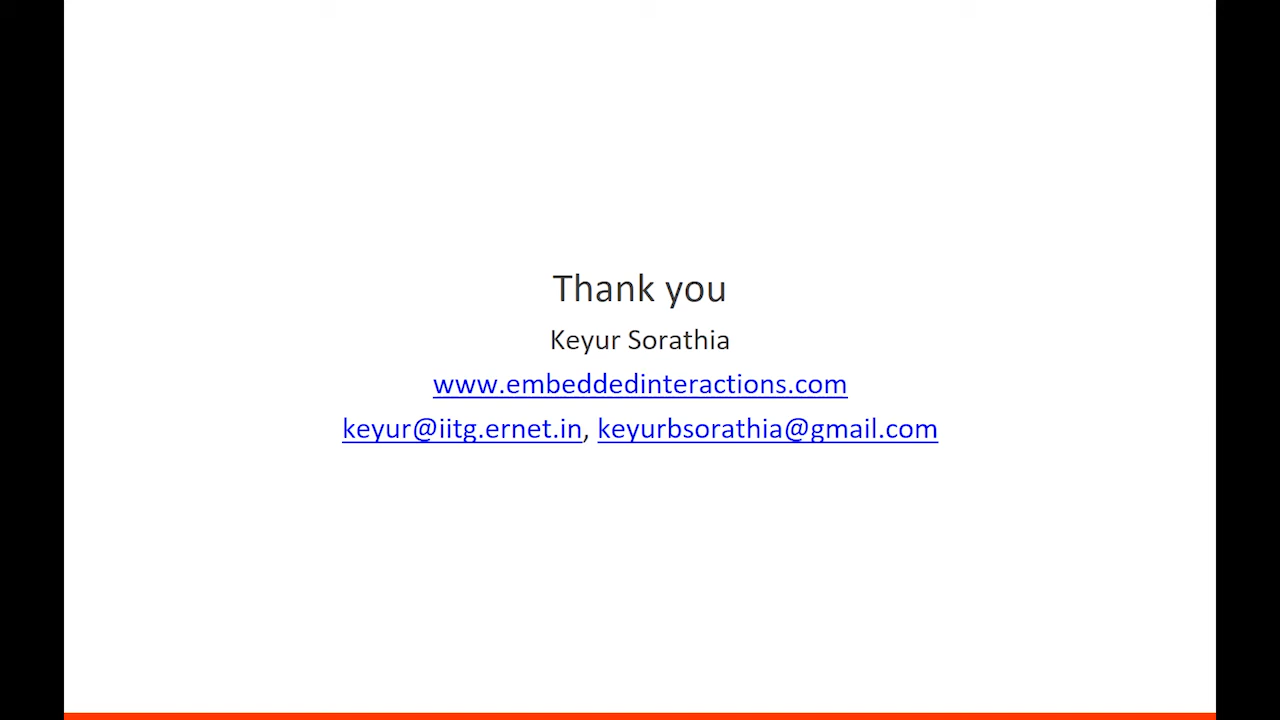 Thank you
Keyur Sorathia
www.embeddedinteractions.com
keyur@iitg.ernet.in, keyurbsorathia@gmail.com